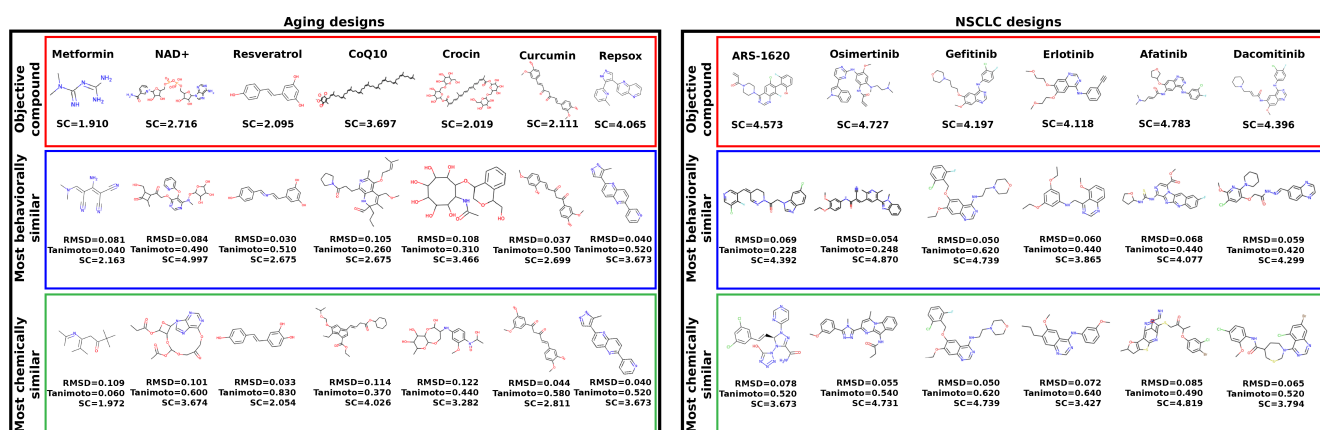 Aging designs
Objective
compound
Metformin NAD+ Resveratrol CoQ10 Crocin Curcumin Repsox
SC=1.910 SC=2.716 SC=2.095 SC=3.697 SC=2.019 SC=2.111 SC=4.065
Most behaviorally
similar
RMSD=0.081 RMSD=0.084 RMSD=0.030 RMSD=0.105 RMSD=0.108 RMSD=0.037 RMSD=0.040
Tanimoto=0.040 Tanimoto=0.490 Tanimoto=0.510 Tanimoto=0.260 Tanimoto=0.310 Tanimoto=0.500 Tanimoto=0.520
SC=2.163 SC=4.997 SC=2.675 SC=2.675 SC=3.466 SC=2.699 SC=3.673
Most chemically
similar
RMSD=0.109 RMSD=0.101 RMSD=0.033 RMSD=0.114 RMSD=0.122 RMSD=0.044 RMSD=0.040
Tanimoto=0.060 Tanimoto=0.600 Tanimoto=0.830 Tanimoto=0.370 Tanimoto=0.440 Tanimoto=0.580 Tanimoto=0.520
SC=1.972 SC=3.674 SC=2.054 SC=4.026 SC=3.282 SC=2.811 SC=3.673
NSCLC designs
Objective
compound
ARS-1620 Osimertinib Gefitinib Erlotinib Afatinib Dacomitinib
SC=4.573 SC=4.727 SC=4.197 SC=4.118 SC=4.783 SC=4.396
Most behaviorally
similar
RMSD=0.069 RMSD=0.054 RMSD=0.050 RMSD=0.060 RMSD=0.068 RMSD=0.059
Tanimoto=0.228 Tanimoto=0.248 Tanimoto=0.620 Tanimoto=0.440 Tanimoto=0.440 Tanimoto=0.420
SC=4.392 SC=4.870 SC=4.739 SC=3.865 SC=4.077 SC=4.299
Most chemically
similar
RMSD=0.078 RMSD=0.055 RMSD=0.050 RMSD=0.072 RMSD=0.085 RMSD=0.065
Tanimoto=0.520 Tanimoto=0.540 Tanimoto=0.620 Tanimoto=0.640 Tanimoto=0.490 Tanimoto=0.520
SC=3.673 SC=4.731 SC=4.739 SC=3.427 SC=4.819 SC=3.794